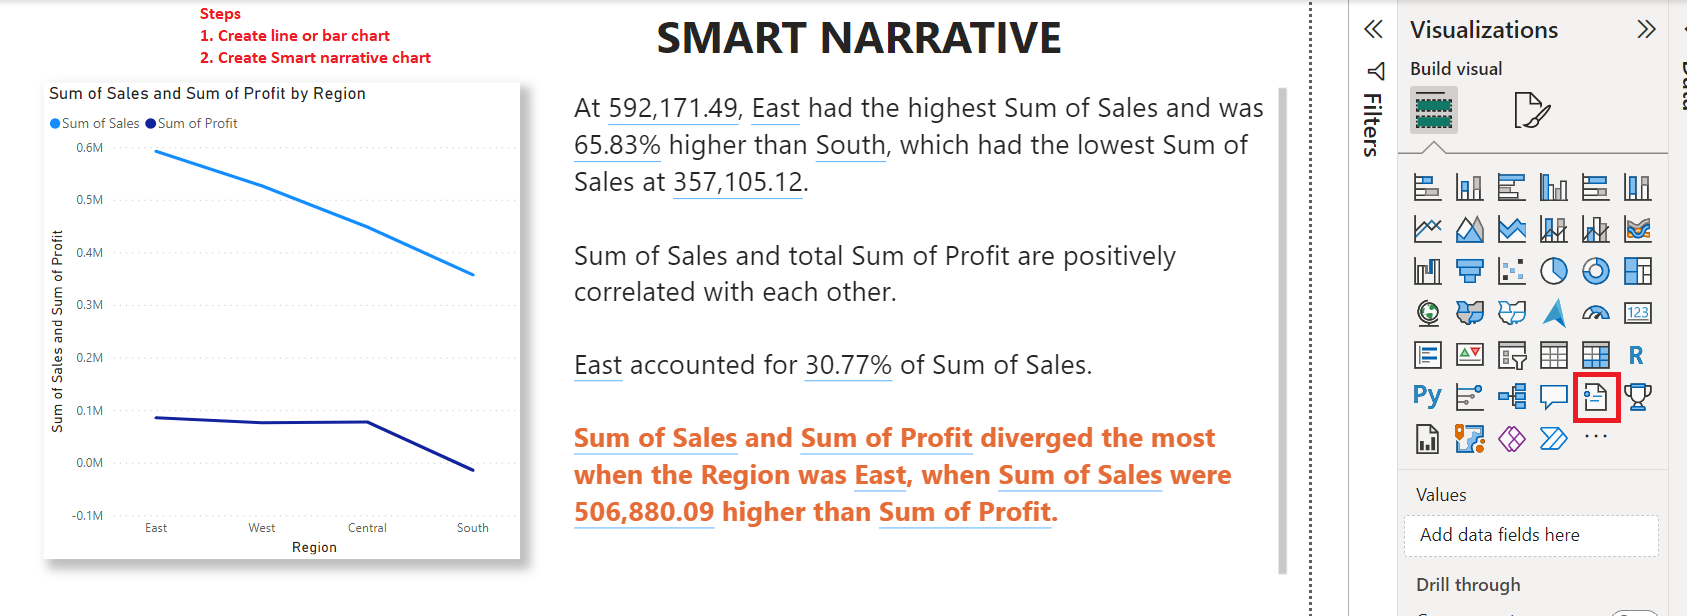 Steps
1. Create line or bar chart
2. Create Smart narrative chart
SMART NARRATIVE
Sum of Sales and Sum of Profit by Region
Sum of Sales Sum of Profit
Sum of Sales and Sum of Profit
0.6M
0.5M
0.4M
0.3M
0.2M
0.1M
0.0M
-0.1M
East West Central South
Region
At 592,171.49, East had the highest Sum of Sales and was
65.83% higher than South, which had the lowest Sum of
Sales at 357,105.12.
Sum of Sales and total Sum of Profit are positively
correlated with each other.
East accounted for 30.77% of Sum of Sales.
Sum of Sales and Sum of Profit diverged the most
when the Region was East, when Sum of Sales were
506,880.09 higher than Sum of Profit.
Filters
Visualizations
Build visual
123
R
Py
Values
Add data fields here
Drill through